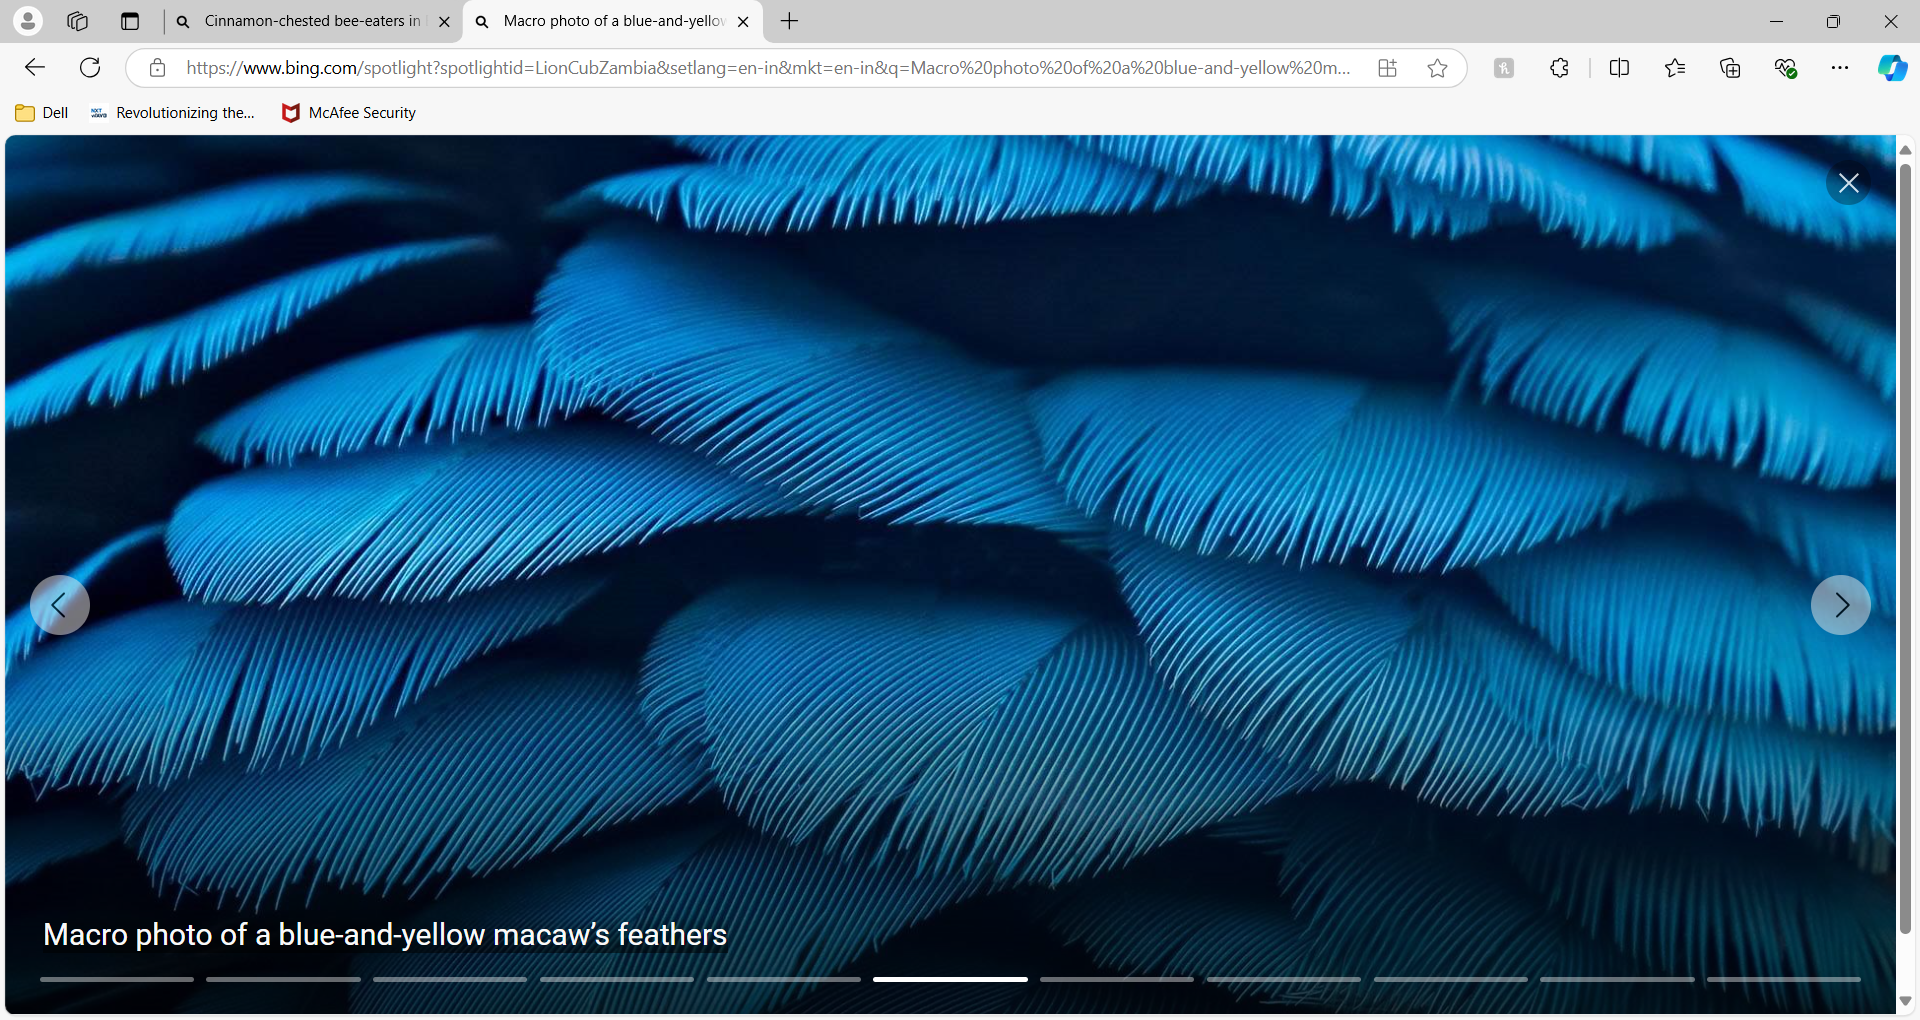 Cinnamon-chested bee-eaters in
Macro photo of a blue-and-yellow
https://www.bing.com/spotlight?spotlightid=LionCubZambia&setlang=en-in&mkt=en-in&q=Macro%20photo%20of%20a%20blue-and-yellow%20m...
Dell
Revolutionizing the...
McAfee Security
Macro photo of a blue-and-yellow macaw’s feathers